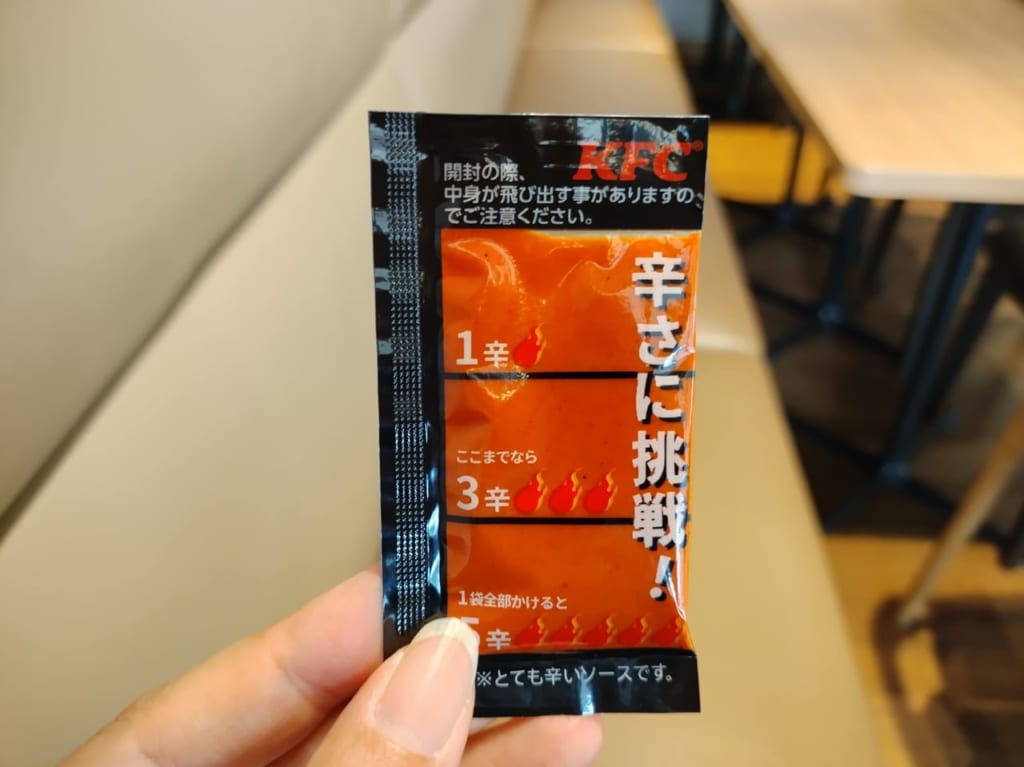 KFC®
開封の際、
中身が飛び出す事がありますの
でご注意ください。
辛さに挑戦！
1辛
ここまでなら
3辛
1袋全部かけると
5辛
※とても辛いソースです。